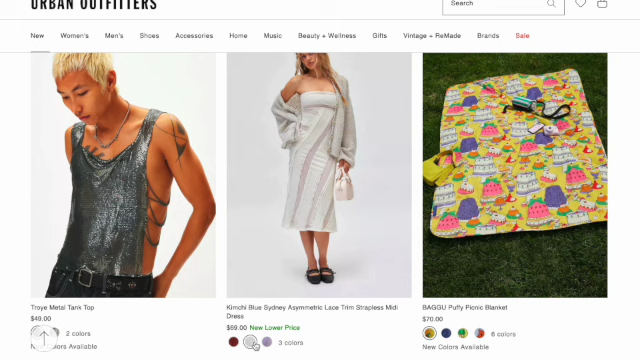 URBAN OUTFITTERS
Search
New Women's Men's Shoes Accessories Home Music Beauty + Wellness Gifts Vintage + ReMade Brands Sale
Troye Metal Tank Top
$49.00
2 colors
New Colors Available
Kimchi Blue Sydney Asymmetric Lace Trim Strapless Midi
Dress
$69.00 New Lower Price
3 colors
BAGGU Puffy Picnic Blanket
$70.00
6 colors
New Colors Available